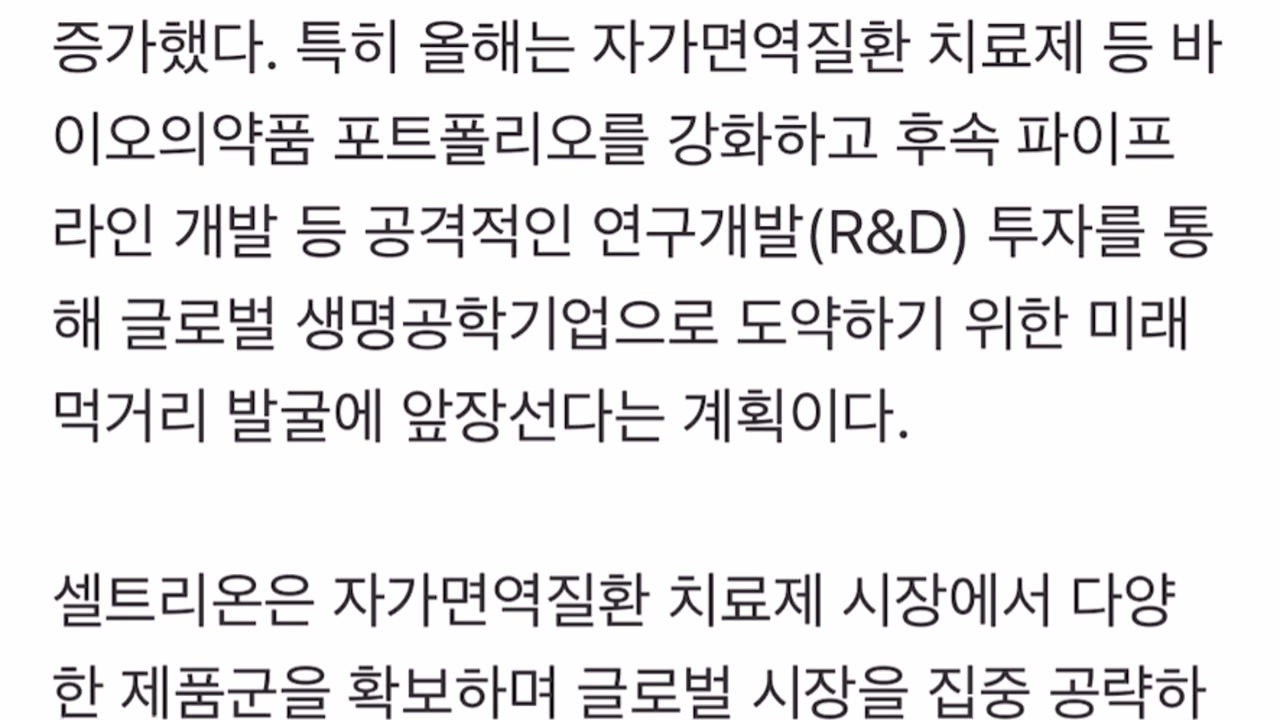 증가했다. 특히 올해는 자가면역질환 치료제 등 바
이오의약품 포트폴리오를 강화하고 후속 파이프
라인 개발 등 공격적인 연구개발(R&D) 투자를 통
해 글로벌 생명공학기업으로 도약하기 위한 미래
먹거리 발굴에 앞장선다는 계획이다.
셀트리온은 자가면역질환 치료제 시장에서 다양
한 제품군을 확보하며 글로벌 시장을 집중 공략하